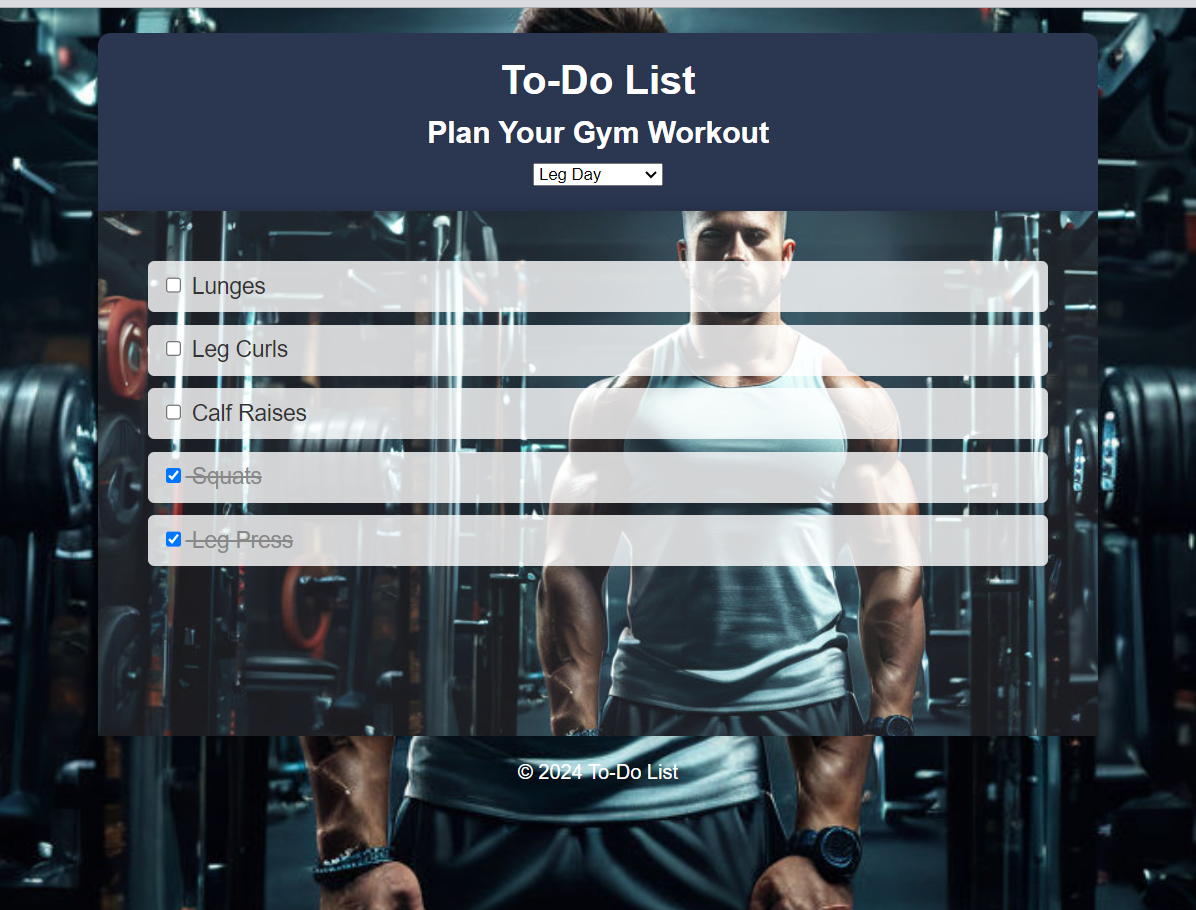 To-Do List
Plan Your Gym Workout
Leg Day
Lunges
Leg Curls
Calf Raises
Squats
Leg Press
© 2024 To-Do List